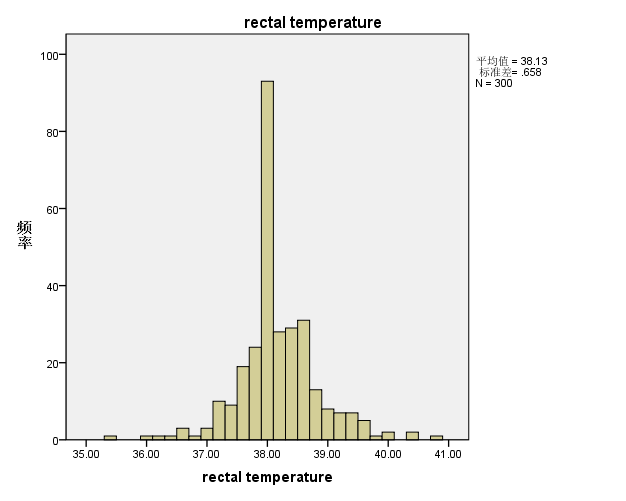 rectal temperature
平均值 = 38.13
标准差= .658
N = 300
100
80
60
40
20
0
频率
35.00 36.00 37.00 38.00 39.00 40.00 41.00
rectal temperature